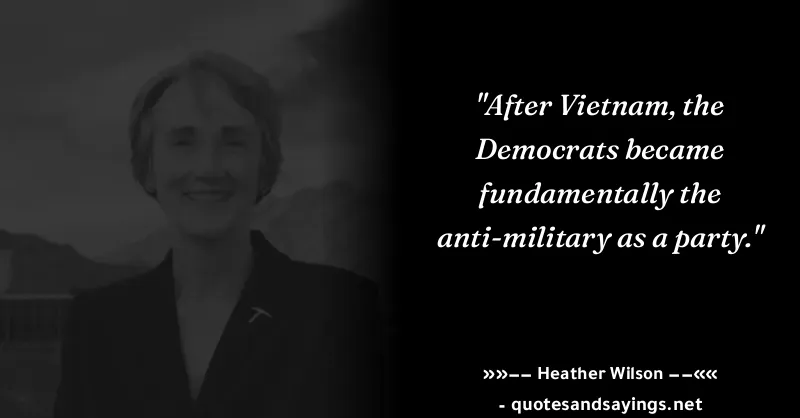 "After Vietnam, the
Democrats became
fundamentally the
anti-military as a party."
»»–– Heather Wilson ––««
- quotesandsayings.net